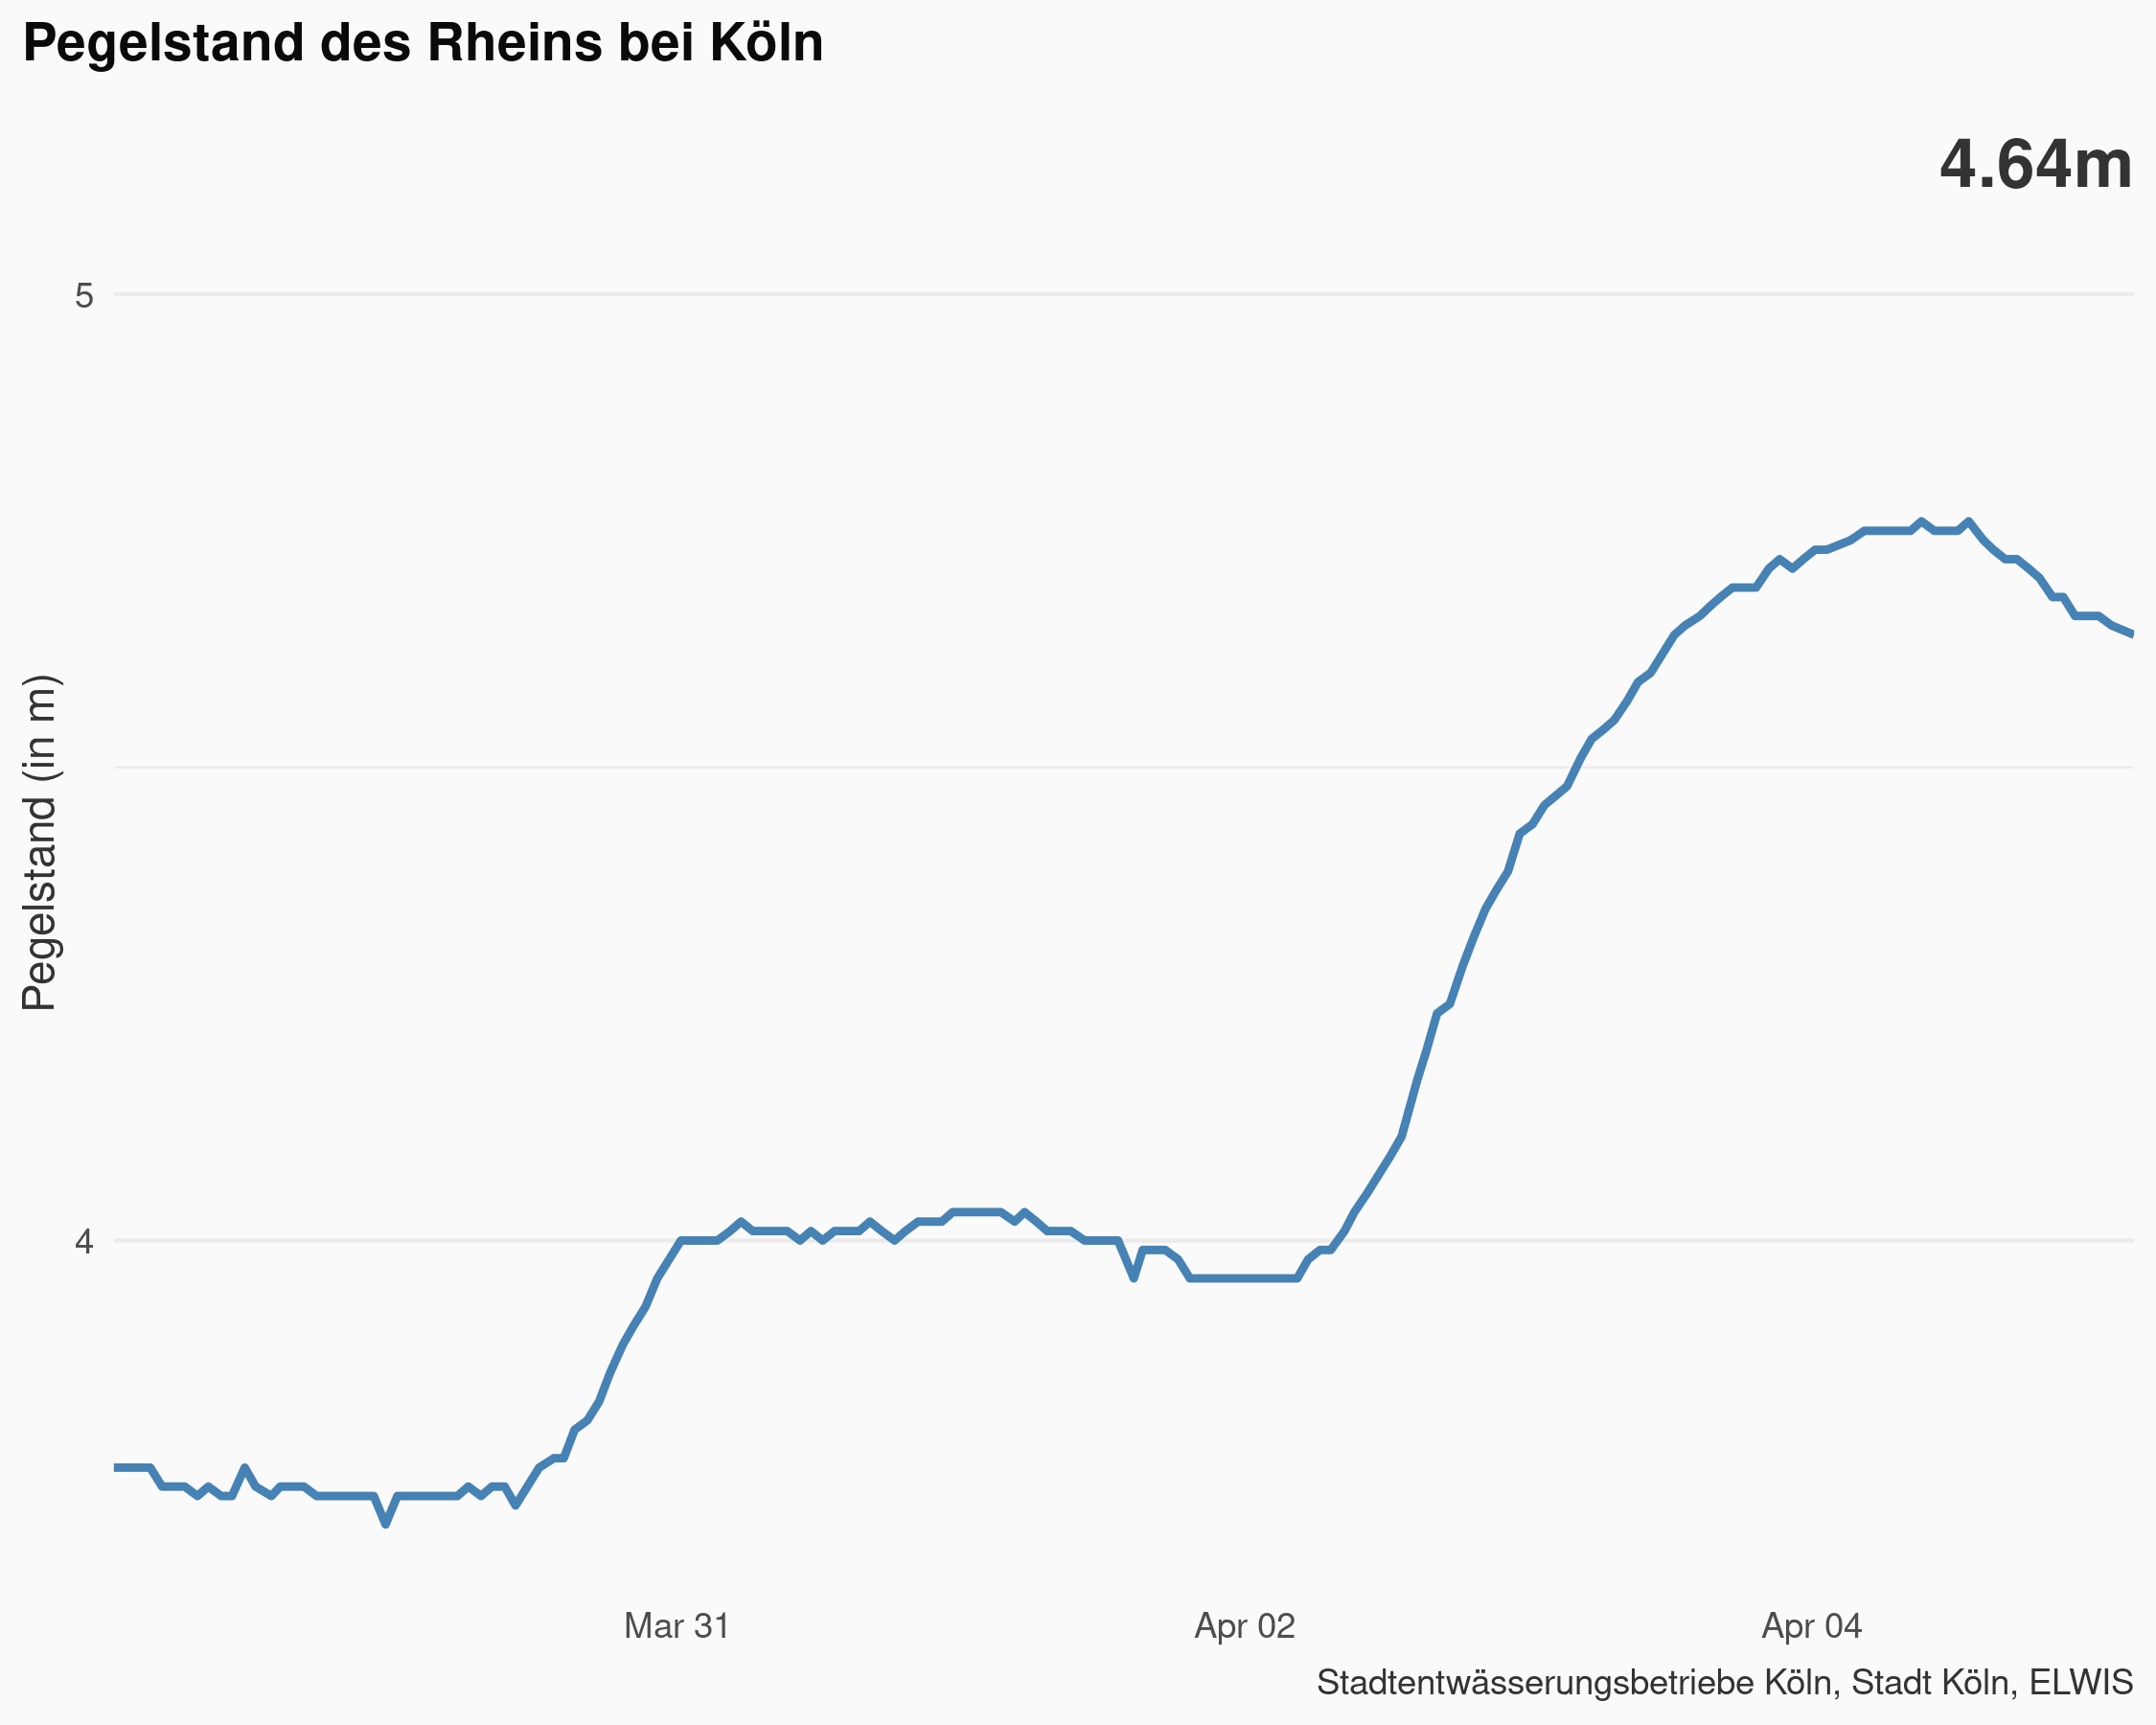 Pegelstand des Rheins bei Köln
4.64m
5
Pegelstand (in m)
4
Mar 31
Apr 02
Apr 04
Stadtentwässerungsbetriebe Köln, Stadt Köln, ELWIS